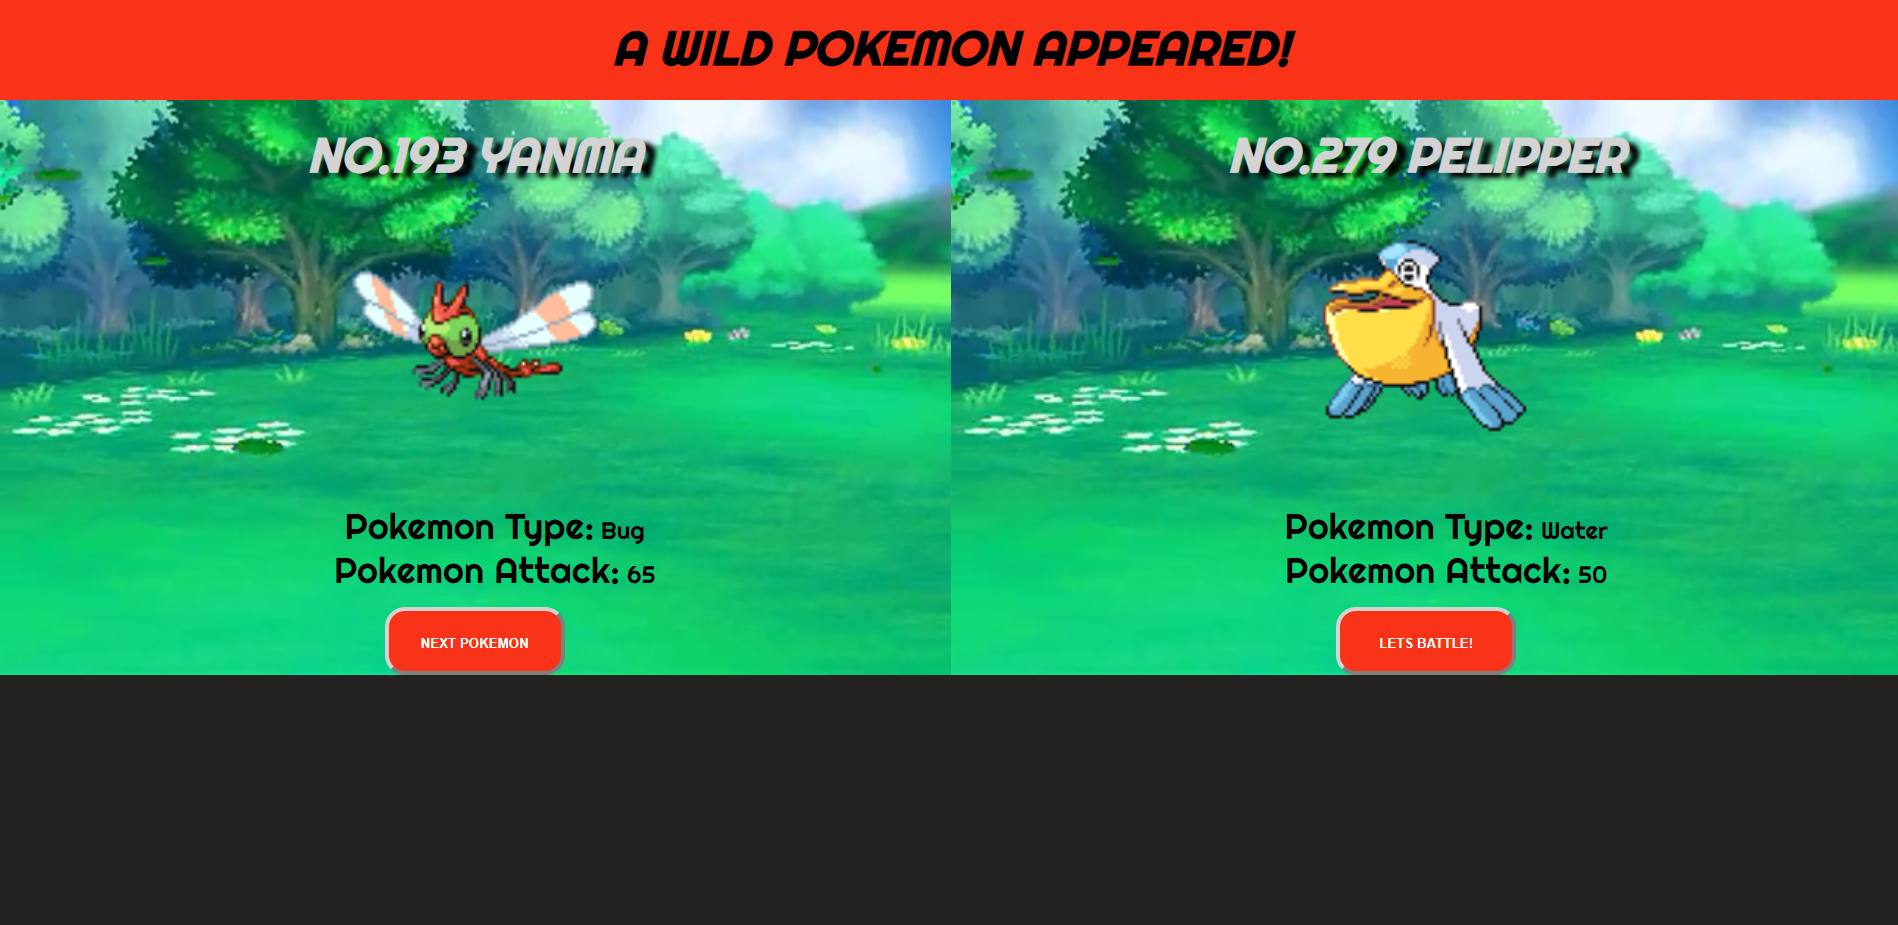 A WILD POKEMON APPEARED!
NO.193 YANMA
Pokemon Type: Bug
Pokemon Attack: 65
NEXT POKEMON
NO.279 PELIPPER
Pokemon Type: Water
Pokemon Attack: 50
LETS BATTLE!